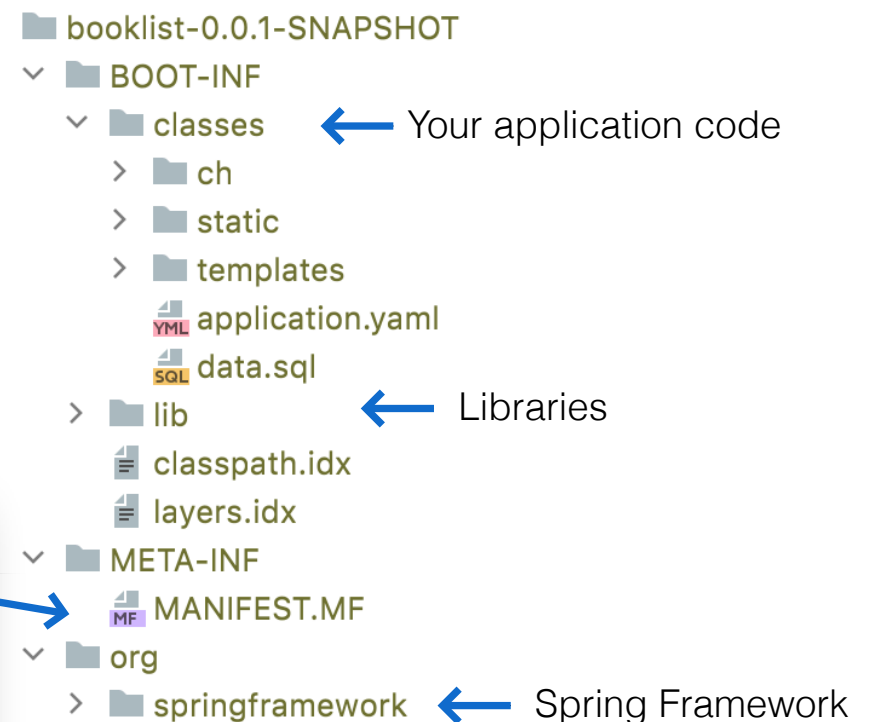 booklist-0.0.1-SNAPSHOT
BOOT-INF
classes Your application code
ch
static
templates
YML application.yaml
SQL data.sql
lib Libraries
classpath.idx
layers.idx
META-INF
MF MANIFEST.MF
org
springframework Spring Framework